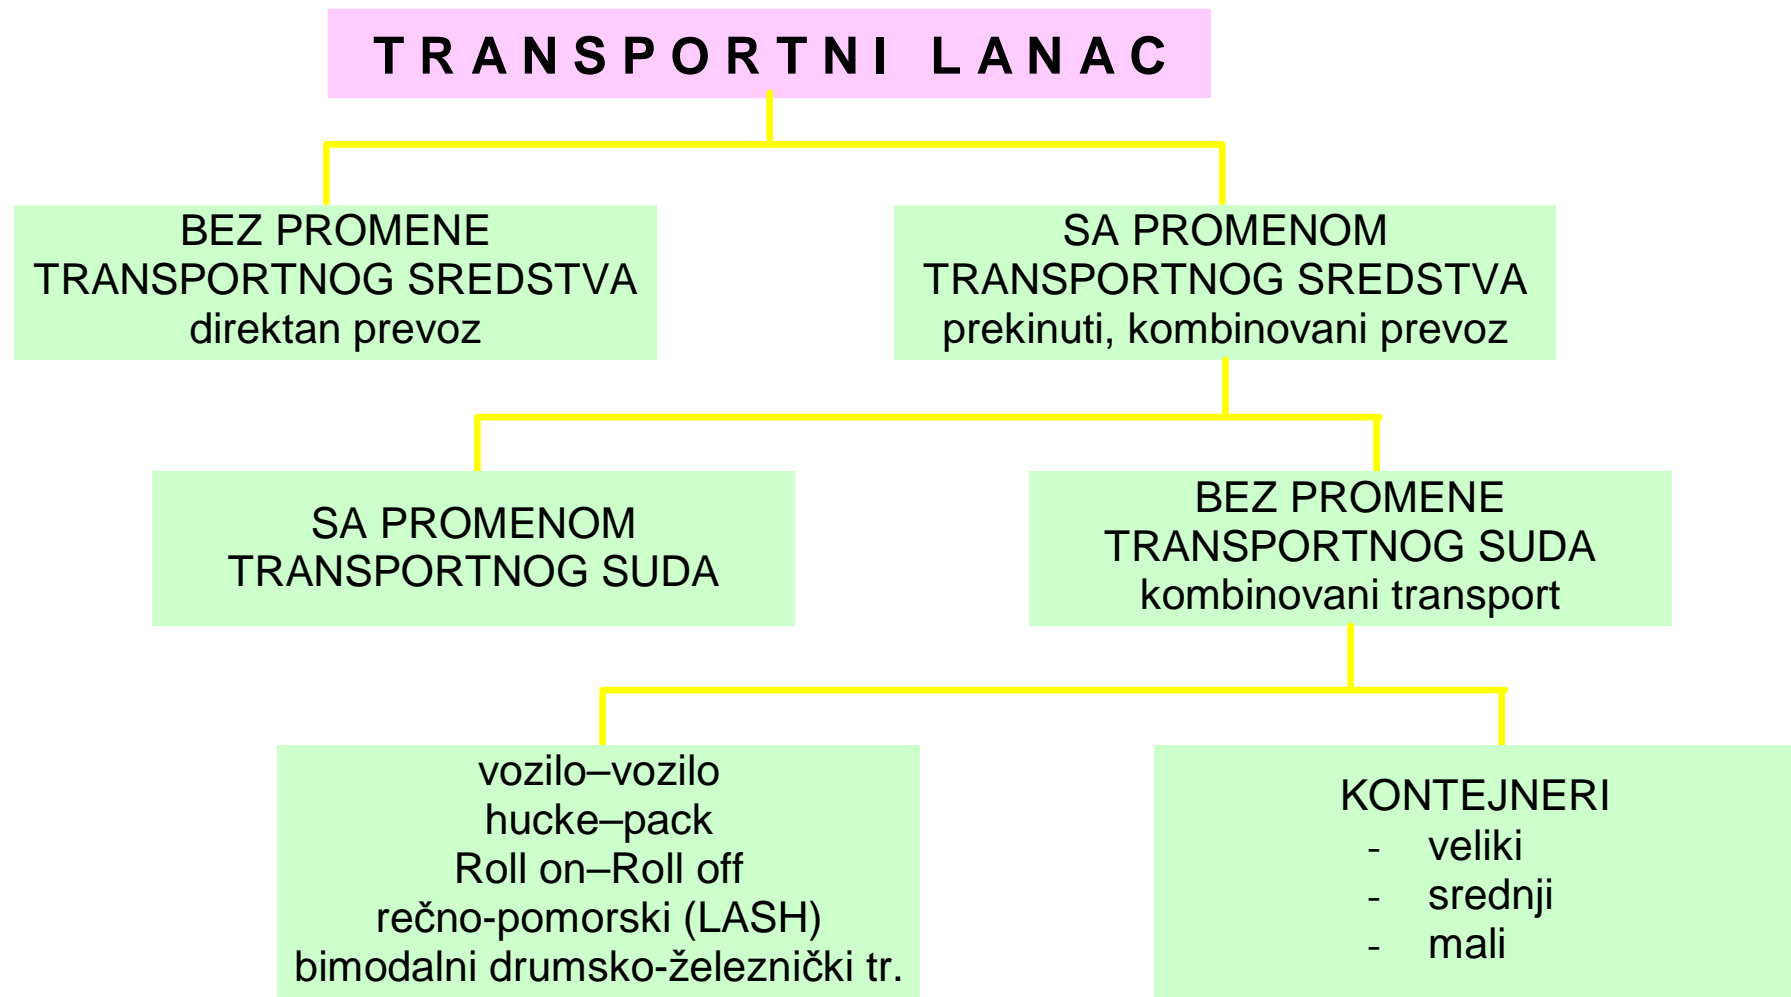 TRANSPORTNI LANAC
BEZ PROMENE
TRANSPORTNOG SREDSTVA
direktan prevoz
SA PROMENOM
TRANSPORTNOG SREDSTVA
prekinuti, kombinovani prevoz
SA PROMENOM
TRANSPORTNOG SUDA
BEZ PROMENE
TRANSPORTNOG SUDA
kombinovani transport
vozilo–vozilo
hucke–pack
Roll on–Roll off
rečno-pomorski (LASH)
bimodalni drumsko-železnički tr.
KONTEJNERI
- veliki
- srednji
- mali